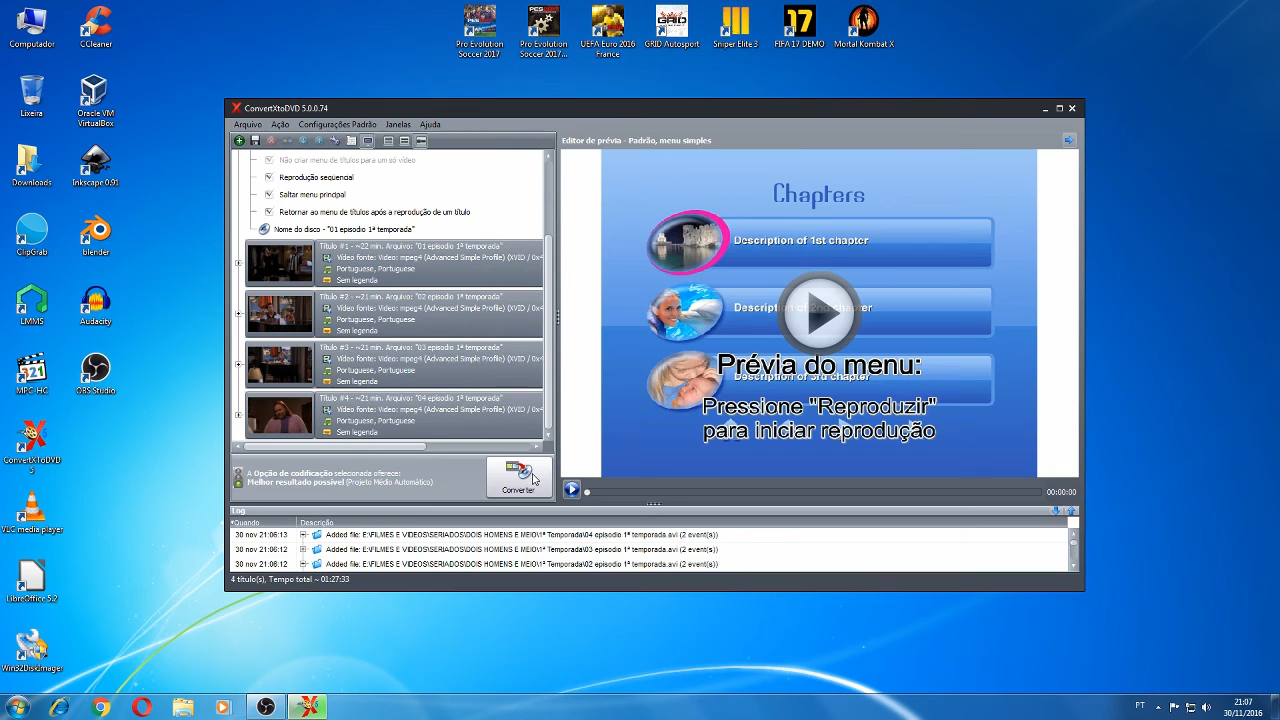 Computador
CCleaner
Pro Evolution Soccer 2017
Pro Evolution Soccer 2017...
UEFA Euro 2016 France
GRID Autosport
Sniper Elite 3
FIFA 17 DEMO
Mortal Kombat X
Lixeira
Oracle VM VirtualBox
Downloads
Inkscape 0.91
ClipGrab
blender
LMMS
Audacity
MPC-HC
OBS Studio
ConvertXToDVD 5
VLC media player
LibreOffice 5.2
Win32DiskImager
ConvertXtoDVD 5.0.0.74
Arquivo Ação Configurações Padrão Janelas Ajuda
Não criar menu de títulos para um só vídeo
Reprodução sequencial
Saltar menu principal
Retornar ao menu de títulos após a reprodução de um título
Nome do disco - "01 episodio 1ª temporada"
Título #1 - ~22 min. Arquivo: "01 episodio 1ª temporada"
Vídeo fonte: Video: mpeg4 (Advanced Simple Profile) (XVID / 0x4
Portuguese, Portuguese
Sem legenda
Título #2 - ~21 min. Arquivo: "02 episodio 1ª temporada"
Vídeo fonte: Video: mpeg4 (Advanced Simple Profile) (XVID / 0x4
Portuguese, Portuguese
Sem legenda
Título #3 - ~21 min. Arquivo: "03 episodio 1ª temporada"
Vídeo fonte: Video: mpeg4 (Advanced Simple Profile) (XVID / 0x4
Portuguese, Portuguese
Sem legenda
Título #4 - ~21 min. Arquivo: "04 episodio 1ª temporada"
Vídeo fonte: Video: mpeg4 (Advanced Simple Profile) (XVID / 0x4
Portuguese, Portuguese
Sem legenda
A Opção de codificação selecionada oferece:
Melhor resultado possível (Projeto Médio Automático)
Converter
Editor de prévia - Padrão, menu simples
Chapters
Description of 1st chapter
Description of 2nd chapter
Description of 3rd chapter
Prévia do menu:
Pressione "Reproduzir"
para iniciar reprodução
00:00:00
Log
Quando Descrição
30 nov 21:06:13 Added file: E:\FILMES E VIDEOS\SERIADOS\DOIS HOMENS E MEIO\1ª Temporada\04 episodio 1ª temporada.avi (2 event(s))
30 nov 21:06:12 Added file: E:\FILMES E VIDEOS\SERIADOS\DOIS HOMENS E MEIO\1ª Temporada\03 episodio 1ª temporada.avi (2 event(s))
30 nov 21:06:12 Added file: E:\FILMES E VIDEOS\SERIADOS\DOIS HOMENS E MEIO\1ª Temporada\02 episodio 1ª temporada.avi (2 event(s))
4 título(s), Tempo total ~ 01:27:33
PT
21:07
30/11/2016